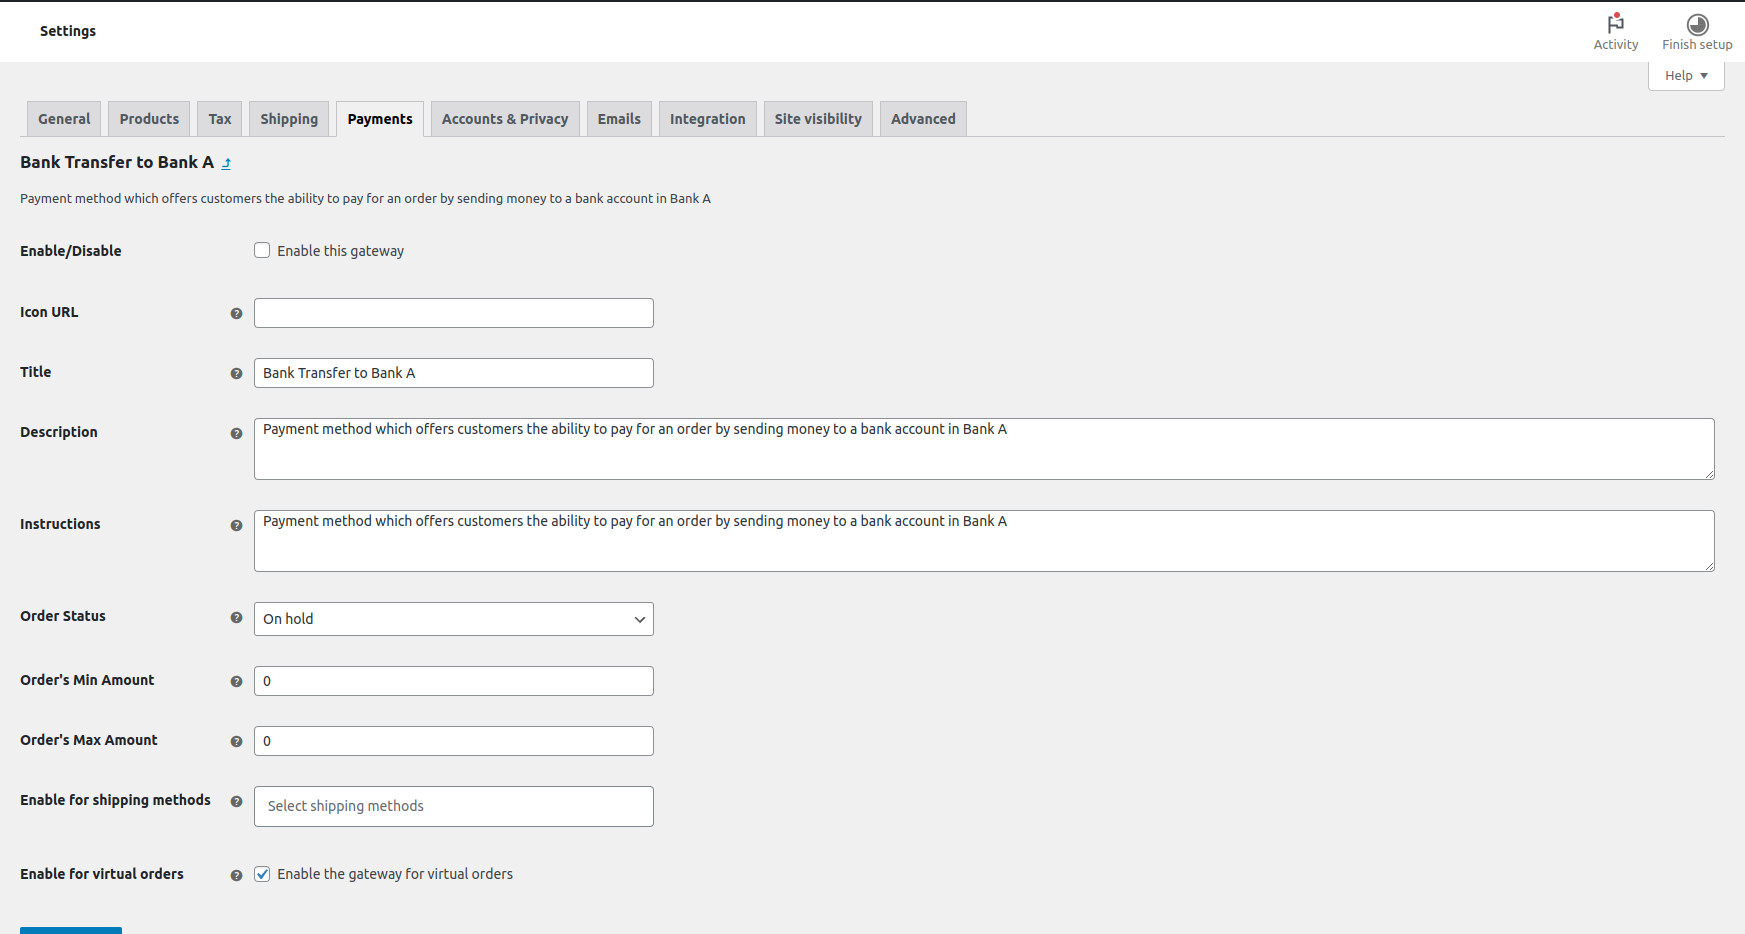 Settings
Activity
Finish setup
Help
General Products Tax Shipping Payments Accounts & Privacy Emails Integration Site visibility Advanced
Bank Transfer to Bank A
Payment method which offers customers the ability to pay for an order by sending money to a bank account in Bank A
Enable/Disable Enable this gateway
Icon URL
Title Bank Transfer to Bank A
Description Payment method which offers customers the ability to pay for an order by sending money to a bank account in Bank A
Instructions Payment method which offers customers the ability to pay for an order by sending money to a bank account in Bank A
Order Status On hold
Order's Min Amount 0
Order's Max Amount 0
Enable for shipping methods Select shipping methods
Enable for virtual orders Enable the gateway for virtual orders